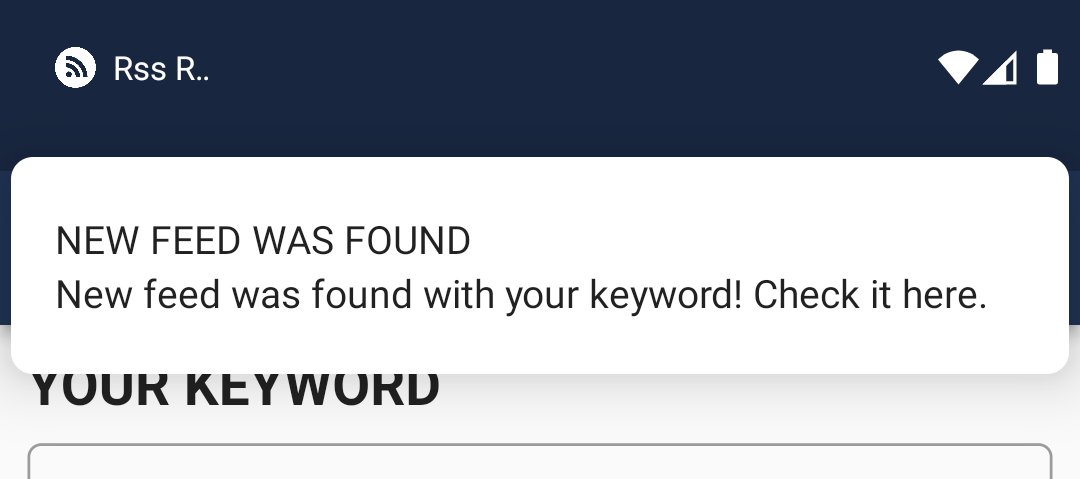 Rss R..
NEW FEED WAS FOUND
New feed was found with your keyword! Check it here.
YOUR KEYWORD